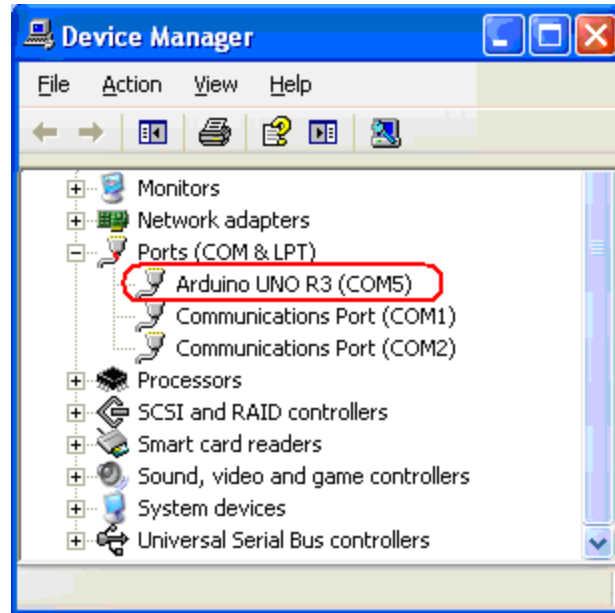 Device Manager
File Action View Help
Monitors
Network adapters
Ports (COM & LPT)
Arduino UNO R3 (COM5)
Communications Port (COM1)
Communications Port (COM2)
Processors
SCSI and RAID controllers
Smart card readers
Sound, video and game controllers
System devices
Universal Serial Bus controllers